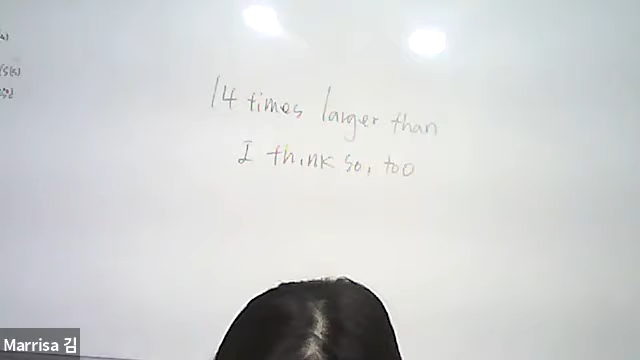 14 times larger than
I think so, too
Marrisa 김